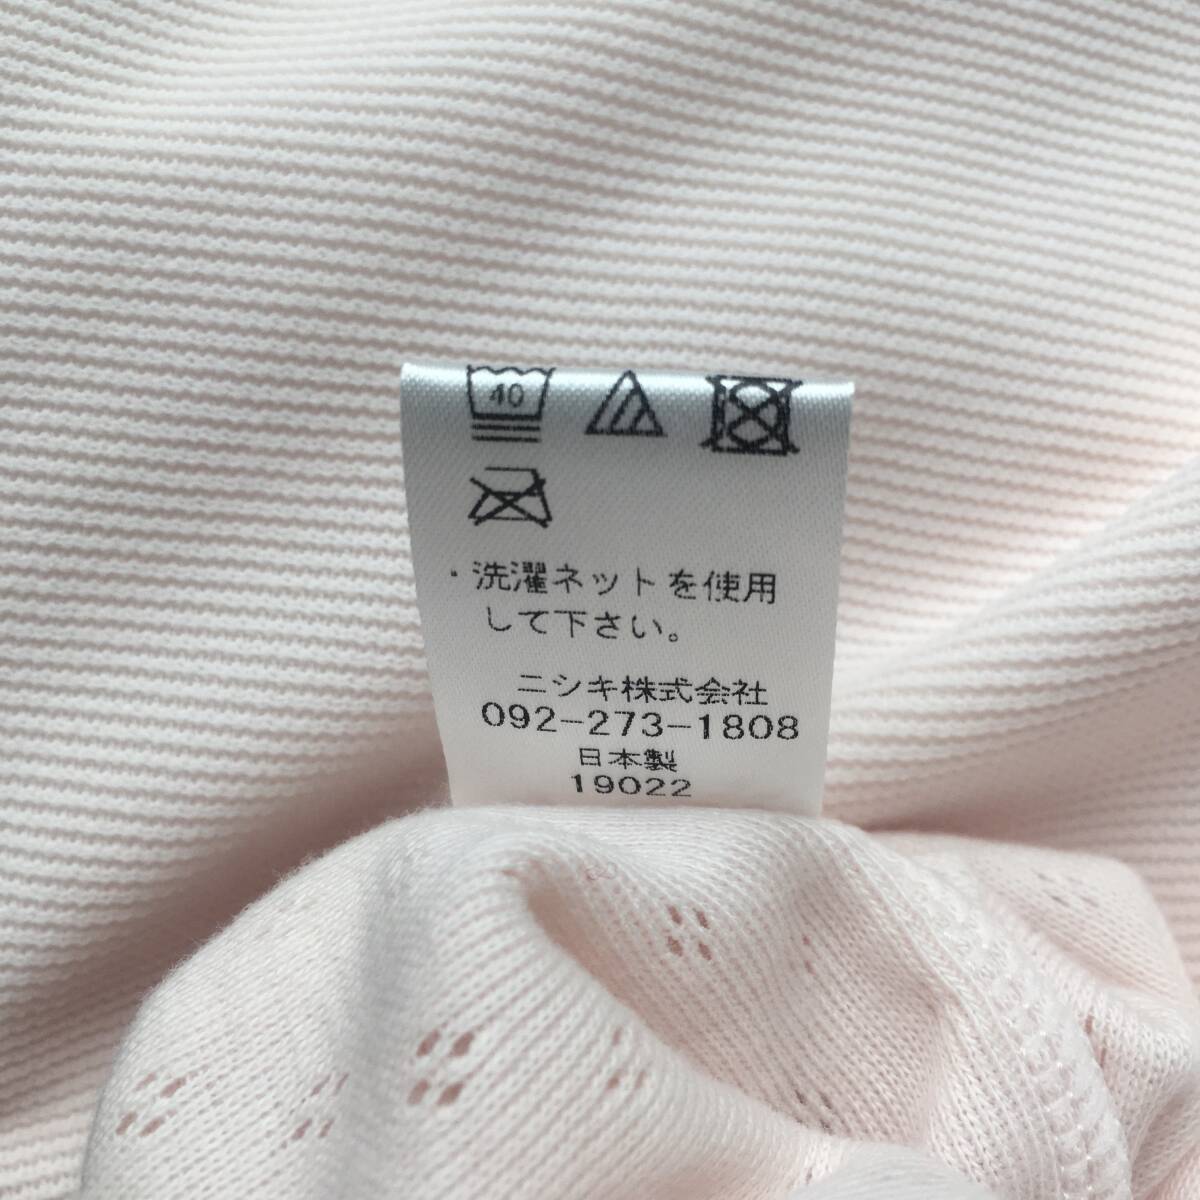 40
・洗濯ネットを使用
して下さい。
ニシキ株式会社
092-273-1808
日本製
19022